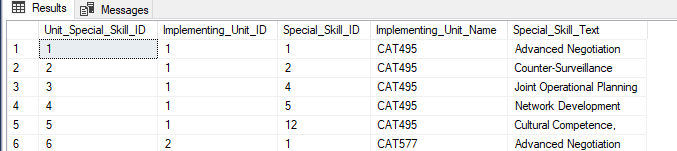 Results Messages
Unit_Special_Skill_ID Implementing_Unit_ID Special_Skill_ID Implementing_Unit_Name Special_Skill_Text
1 1 1 1 CAT495 Advanced Negotiation
2 2 1 2 CAT495 Counter-Surveillance
3 3 1 4 CAT495 Joint Operational Planning
4 4 1 5 CAT495 Network Development
5 5 1 12 CAT495 Cultural Competence,
6 6 2 1 CAT577 Advanced Negotiation